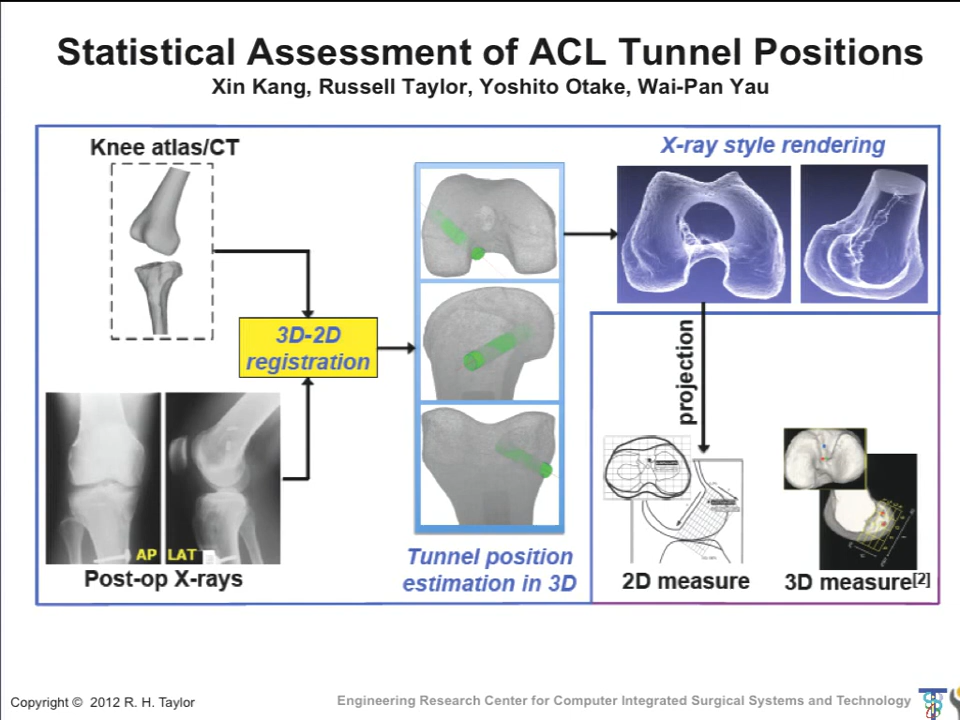 Statistical Assessment of ACL Tunnel Positions
Xin Kang, Russell Taylor, Yoshito Otake, Wai-Pan Yau
Knee atlas/CT
X-ray style rendering
3D-2D
registration
projection
AP LAT
Post-op X-rays
Tunnel position
estimation in 3D
2D measure
3D measure[2]
Copyright © 2012 R. H. Taylor
Engineering Research Center for Computer Integrated Surgical Systems and Technology